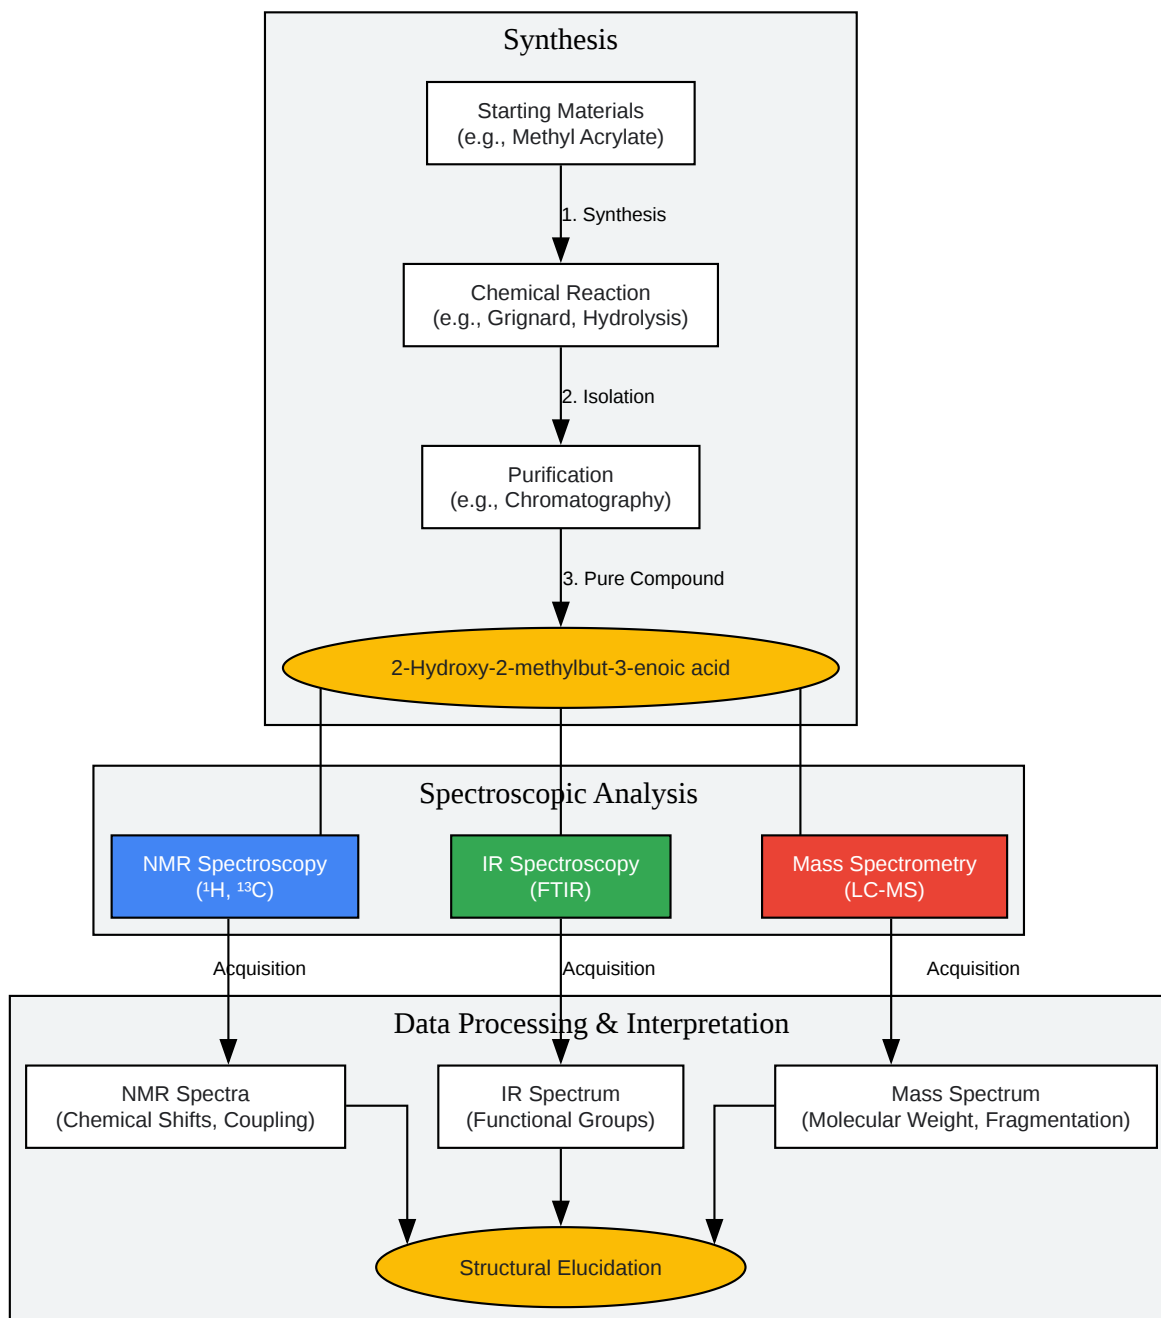 Synthesis
Starting Materials
(e.g., Methyl Acrylate)
1. Synthesis
Chemical Reaction
(e.g., Grignard, Hydrolysis)
2. Isolation
Purification
(e.g., Chromatography)
3. Pure Compound
2-Hydroxy-2-methylbut-3-enoic acid
Spectroscopic Analysis
NMR Spectroscopy
(¹H, ¹³C)
IR Spectroscopy
(FTIR)
Mass Spectrometry
(LC-MS)
Acquisition
Acquisition
Acquisition
Data Processing & Interpretation
NMR Spectra
(Chemical Shifts, Coupling)
IR Spectrum
(Functional Groups)
Mass Spectrum
(Molecular Weight, Fragmentation)
Structural Elucidation